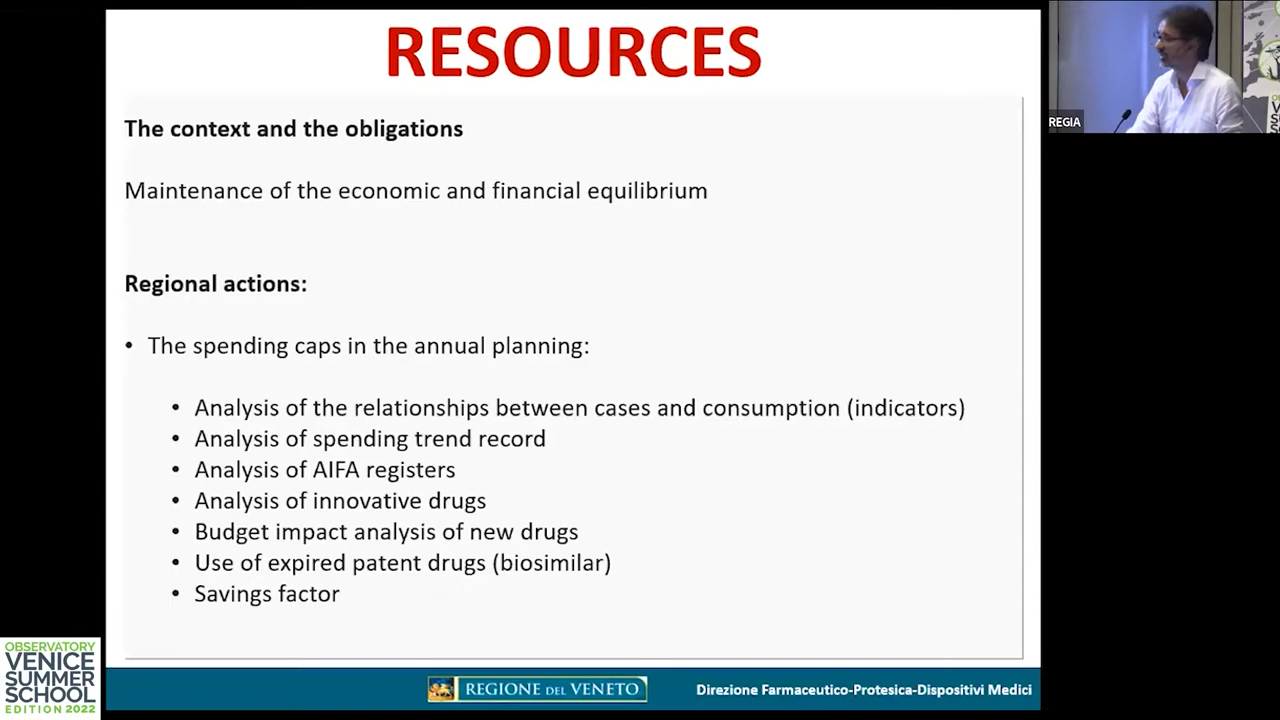 RESOURCES
The context and the obligations
Maintenance of the economic and financial equilibrium
Regional actions:
• The spending caps in the annual planning:
• Analysis of the relationships between cases and consumption (indicators)
• Analysis of spending trend record
• Analysis of AIFA registers
• Analysis of innovative drugs
• Budget impact analysis of new drugs
• Use of expired patent drugs (biosimilar)
• Savings factor
REGIONE DEL VENETO
Direzione Farmaceutico-Protesica-Dispositivi Medici
REGIA
OBSERVATORY
VENICE
SUMMER
SCHOOL
EDITION 2022